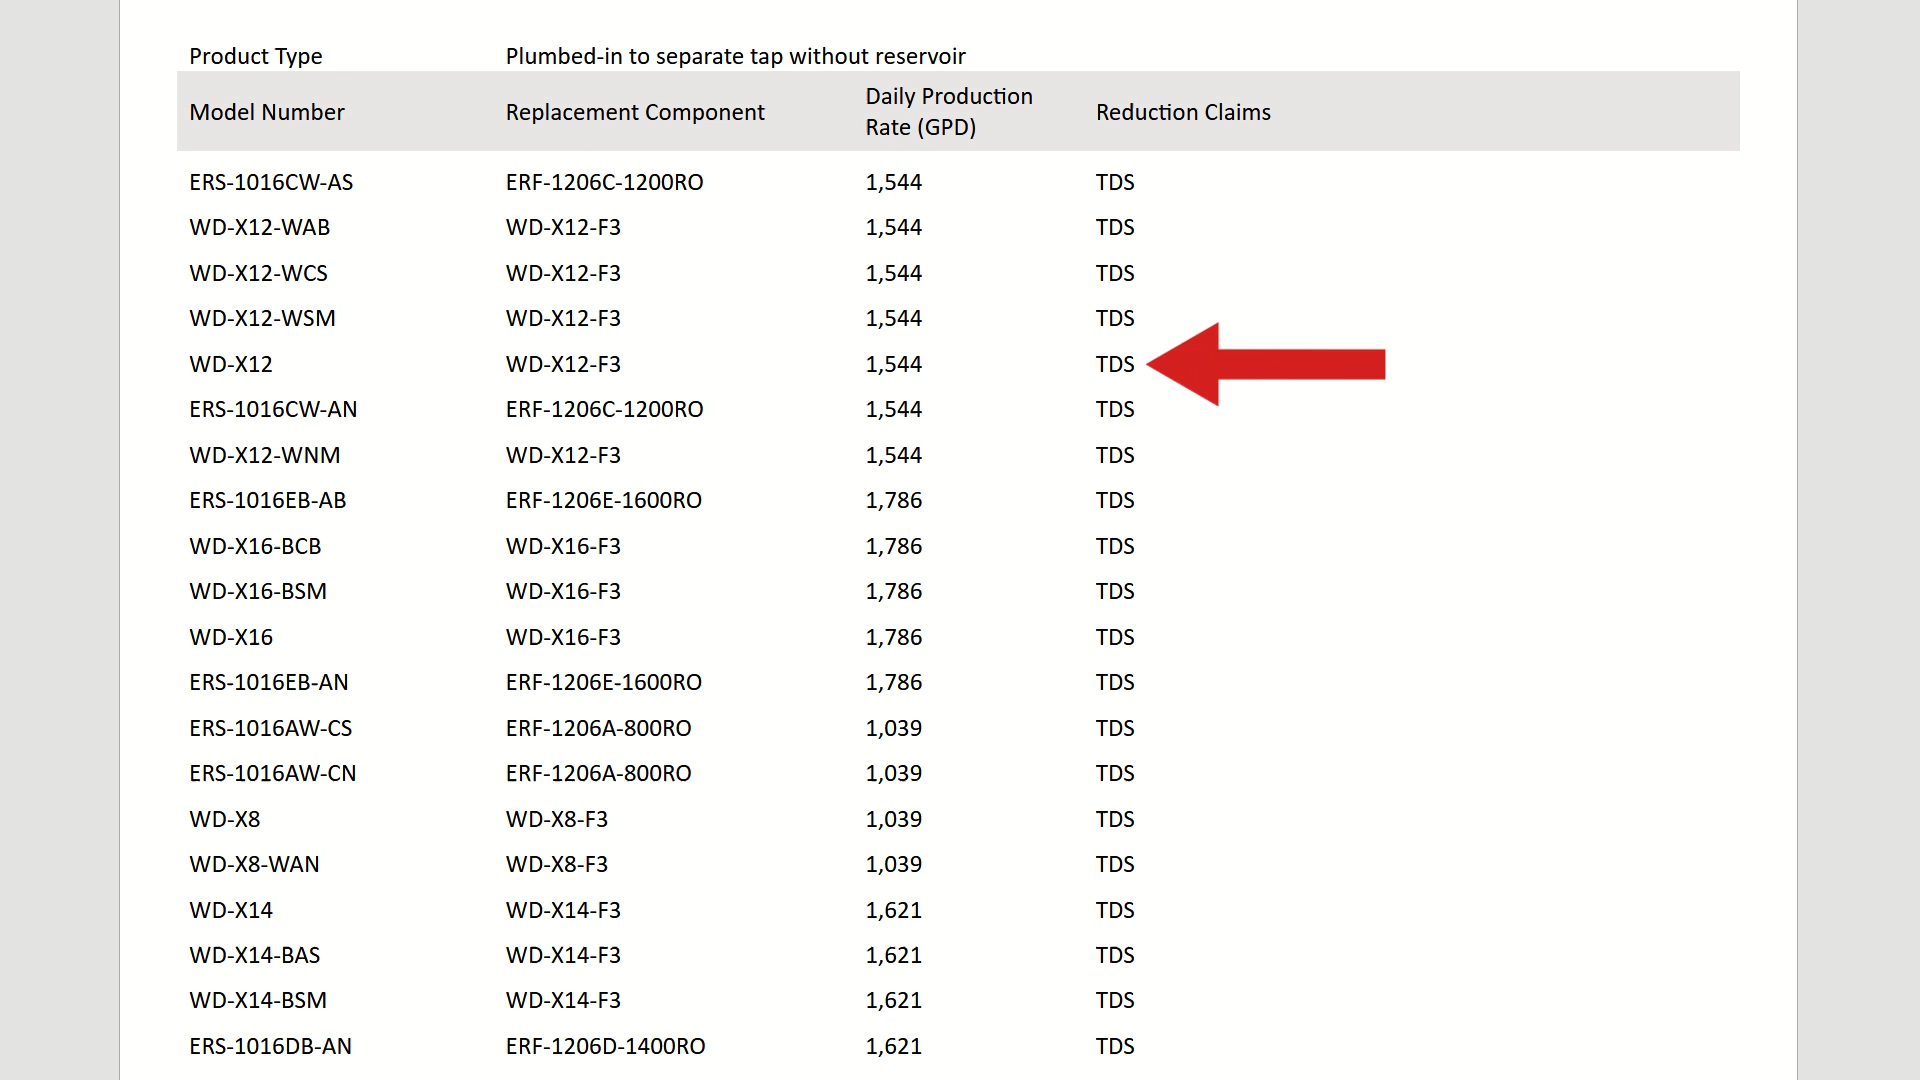 Product Type Plumbed-in to separate tap without reservoir
Model Number Replacement Component Daily Production Rate (GPD) Reduction Claims
ERS-1016CW-AS ERF-1206C-1200RO 1,544 TDS
WD-X12-WAB WD-X12-F3 1,544 TDS
WD-X12-WCS WD-X12-F3 1,544 TDS
WD-X12-WSM WD-X12-F3 1,544 TDS
WD-X12 WD-X12-F3 1,544 TDS
ERS-1016CW-AN ERF-1206C-1200RO 1,544 TDS
WD-X12-WNM WD-X12-F3 1,544 TDS
ERS-1016EB-AB ERF-1206E-1600RO 1,786 TDS
WD-X16-BCB WD-X16-F3 1,786 TDS
WD-X16-BSM WD-X16-F3 1,786 TDS
WD-X16 WD-X16-F3 1,786 TDS
ERS-1016EB-AN ERF-1206E-1600RO 1,786 TDS
ERS-1016AW-CS ERF-1206A-800RO 1,039 TDS
ERS-1016AW-CN ERF-1206A-800RO 1,039 TDS
WD-X8 WD-X8-F3 1,039 TDS
WD-X8-WAN WD-X8-F3 1,039 TDS
WD-X14 WD-X14-F3 1,621 TDS
WD-X14-BAS WD-X14-F3 1,621 TDS
WD-X14-BSM WD-X14-F3 1,621 TDS
ERS-1016DB-AN ERF-1206D-1400RO 1,621 TDS